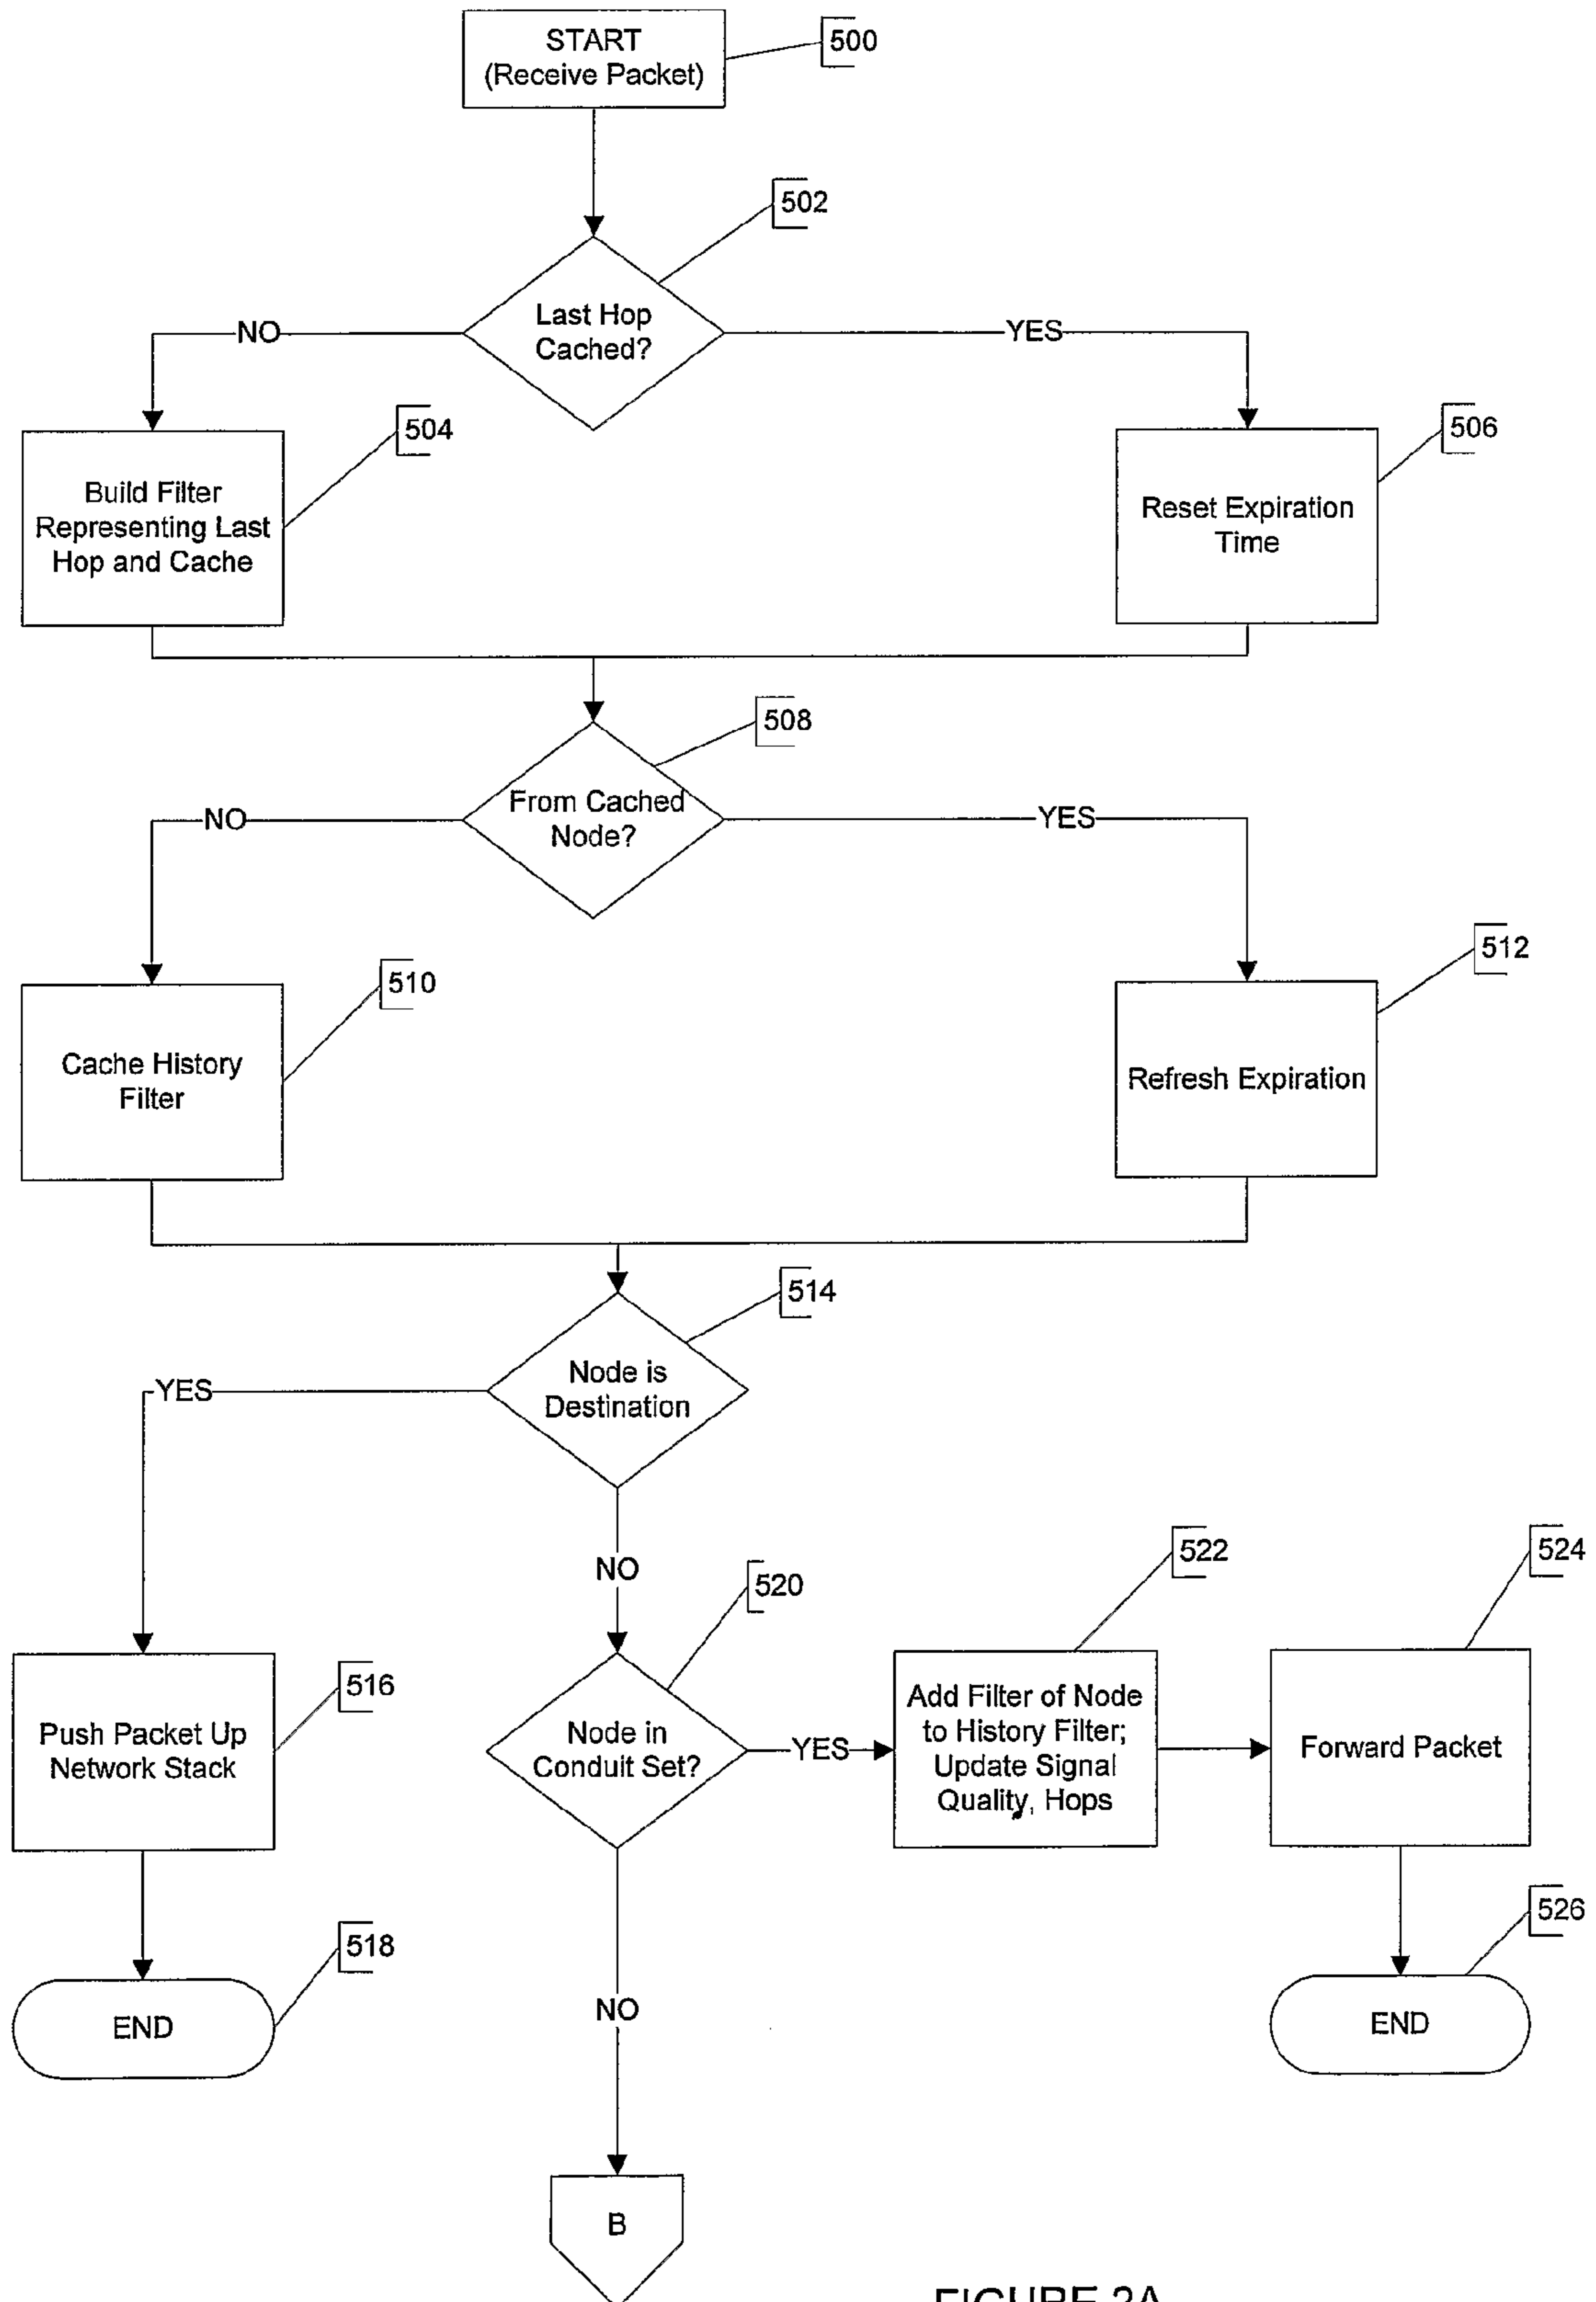 START
(Receive Packet)
500
502
Last Hop
Cached?
NO
YES
504
506
Build Filter
Representing Last
Hop and Cache
Reset Expiration
Time
508
From Cached
Node?
NO
YES
510
512
Cache History
Filter
Refresh Expiration
514
Node is
Destination
YES
NO
516
520
522
524
Push Packet Up
Network Stack
Node in
Conduit Set?
YES
Add Filter of Node
to History Filter;
Update Signal
Quality, Hops
Forward Packet
518
526
END
NO
END
B